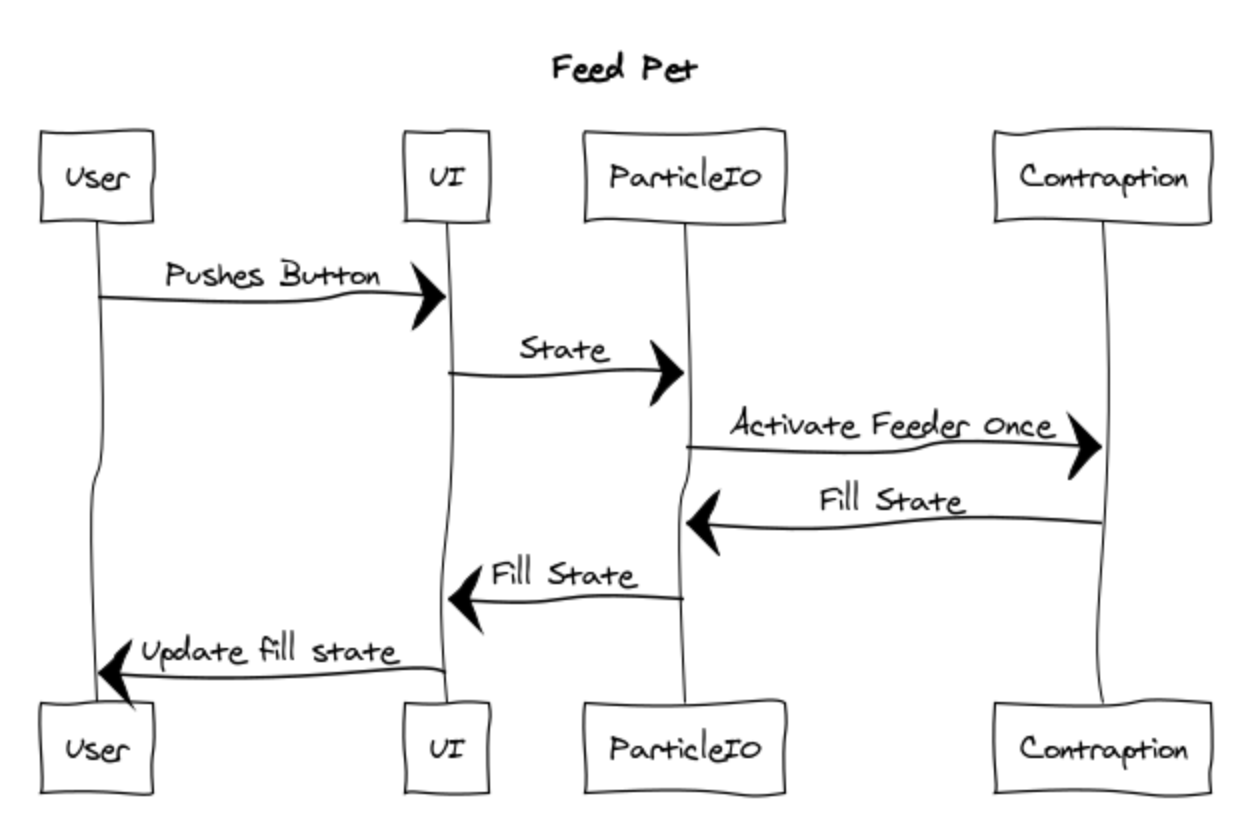 Feed Pet
User UI ParticleIO Contraption
Pushes Button
State
Activate Feeder Once
Fill State
Fill State
Update fill state
User UI ParticleIO Contraption